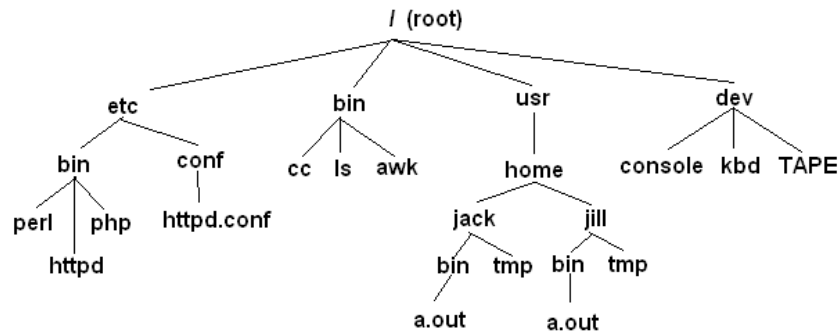 / (root)
etc bin usr dev
bin conf cc ls awk home console kbd TAPE
perl php httpd.conf jack jill
httpd bin tmp bin tmp
a.out a.out